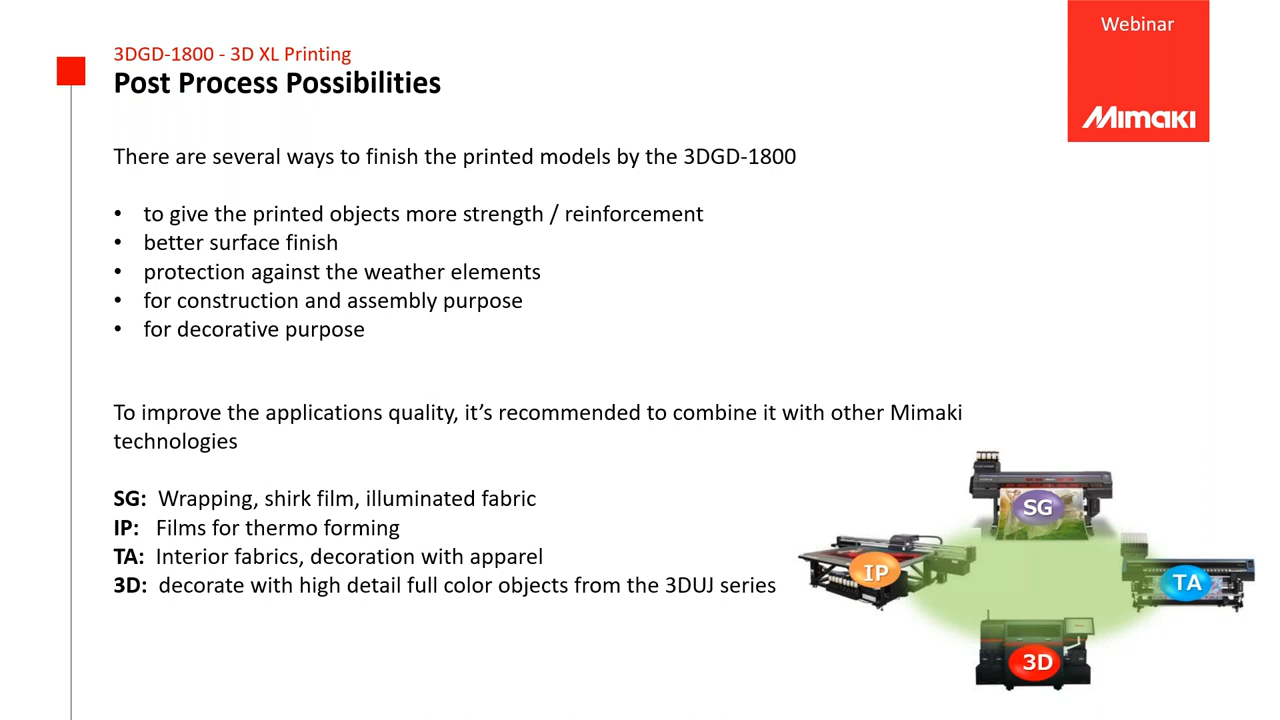 Webinar
Mimaki
3DGD-1800 - 3D XL Printing
Post Process Possibilities
There are several ways to finish the printed models by the 3DGD-1800
• to give the printed objects more strength / reinforcement
• better surface finish
• protection against the weather elements
• for construction and assembly purpose
• for decorative purpose
To improve the applications quality, it’s recommended to combine it with other Mimaki
technologies
SG: Wrapping, shirk film, illuminated fabric
IP: Films for thermo forming
TA: Interior fabrics, decoration with apparel
3D: decorate with high detail full color objects from the 3DUJ series
SG
IP
TA
3D